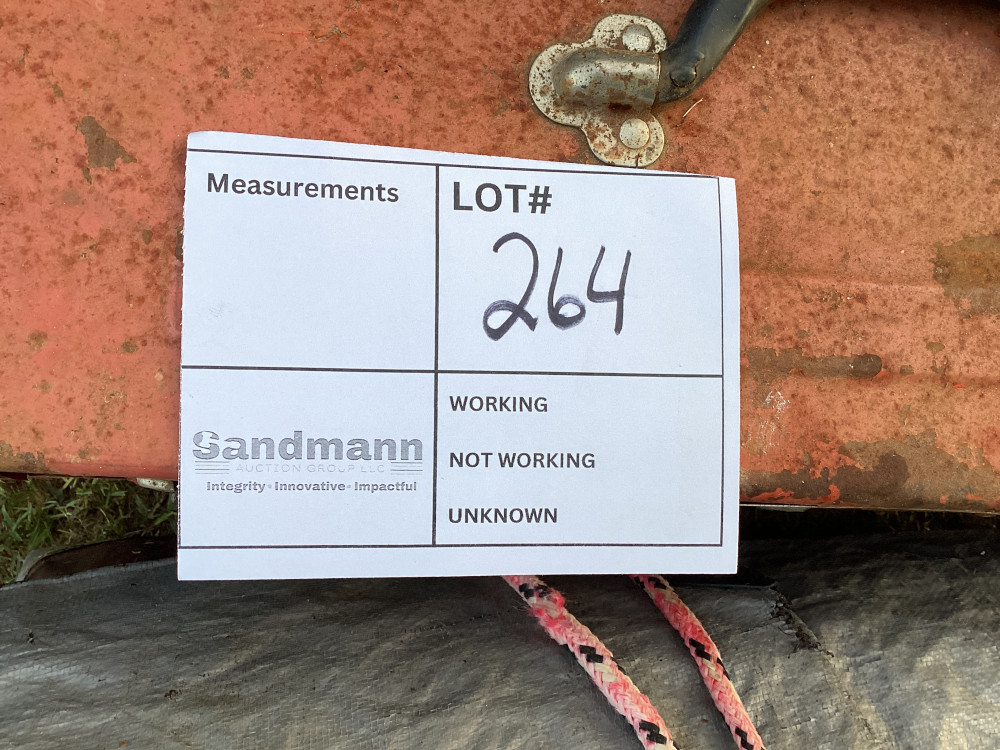 Measurements
LOT#
264
Sandmann
AUCTION GROUP LLC
Integrity · Innovative · Impactful
WORKING
NOT WORKING
UNKNOWN